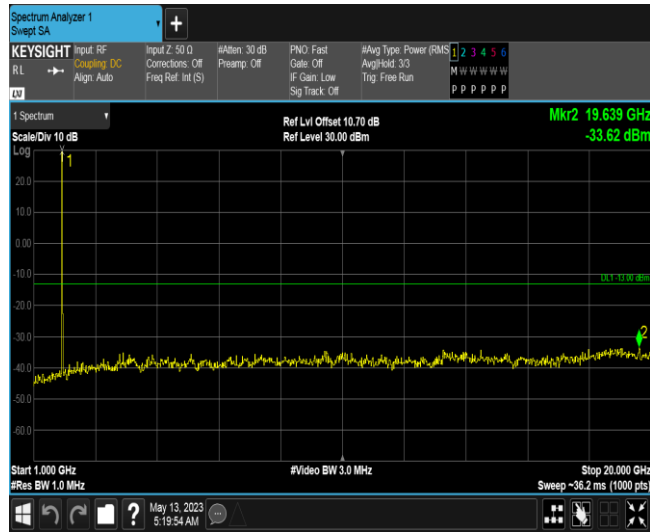 Spectrum Analyzer 1
Swept SA
+
KEYSIGHT Input: RF Input Z: 50 Ω #Atten: 30 dB PNO: Fast #Avg Type: Power (RMS 1 2 3 4 5 6
RL Coupling: DC Corrections: Off Preamp: Off Gate: Off Avg|Hold: 3/3 M W W W W W
Align: Auto Freq Ref: Int (S) IF Gain: Low Trig: Free Run
Sig Track: Off P P P P P P
LXI
1 Spectrum Ref Lvl Offset 10.70 dB Mkr2 19.639 GHz
Scale/Div 10 dB Ref Level 30.00 dBm -33.62 dBm
Log
1
20.0
10.0
0.00
-10.0
DL1 -13.00 dBm
-20.0
-30.0
2
-40.0
-50.0
-60.0
Start 1.000 GHz #Video BW 3.0 MHz Stop 20.000 GHz
#Res BW 1.0 MHz Sweep ~36.2 ms (1000 pts)
? May 13, 2023
5:19:54 AM